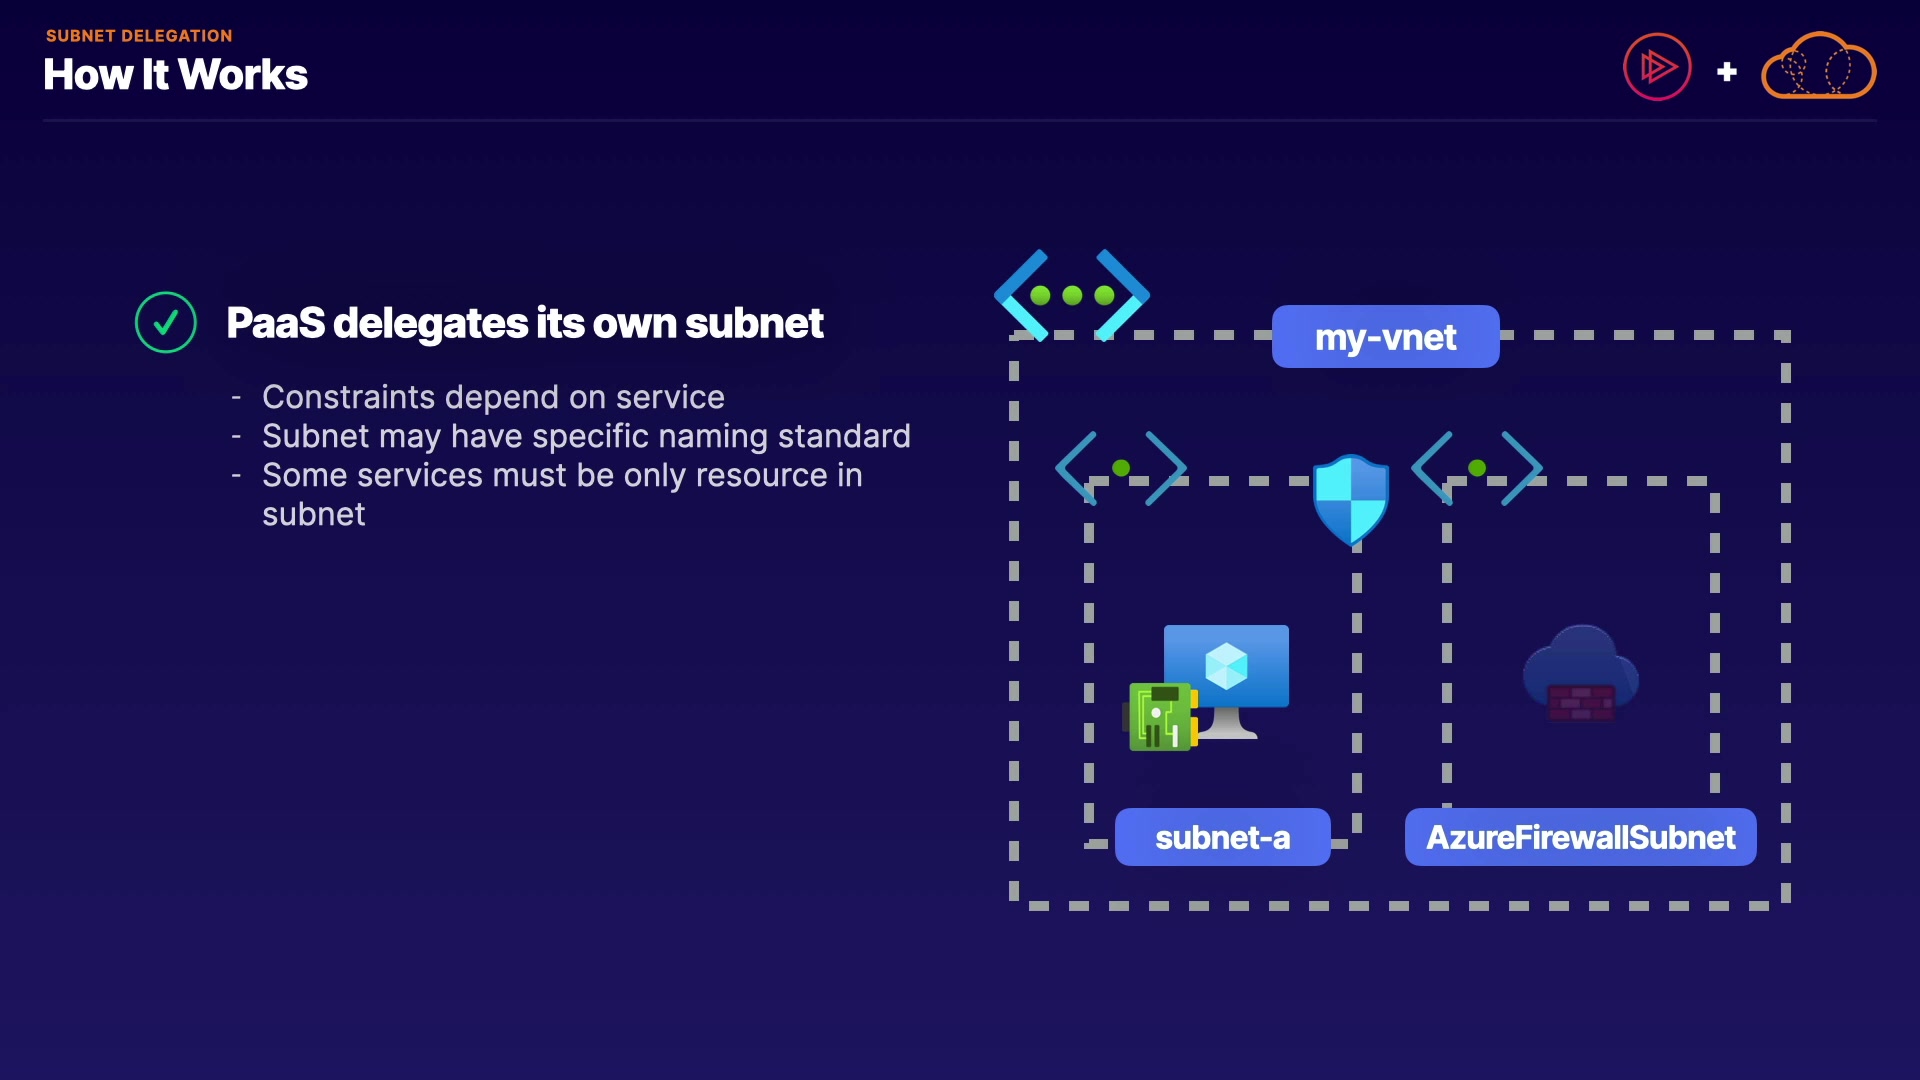 SUBNET DELEGATION
How It Works
PaaS delegates its own subnet
- Constraints depend on service
- Subnet may have specific naming standard
- Some services must be only resource in
subnet
my-vnet
subnet-a
AzureFirewallSubnet